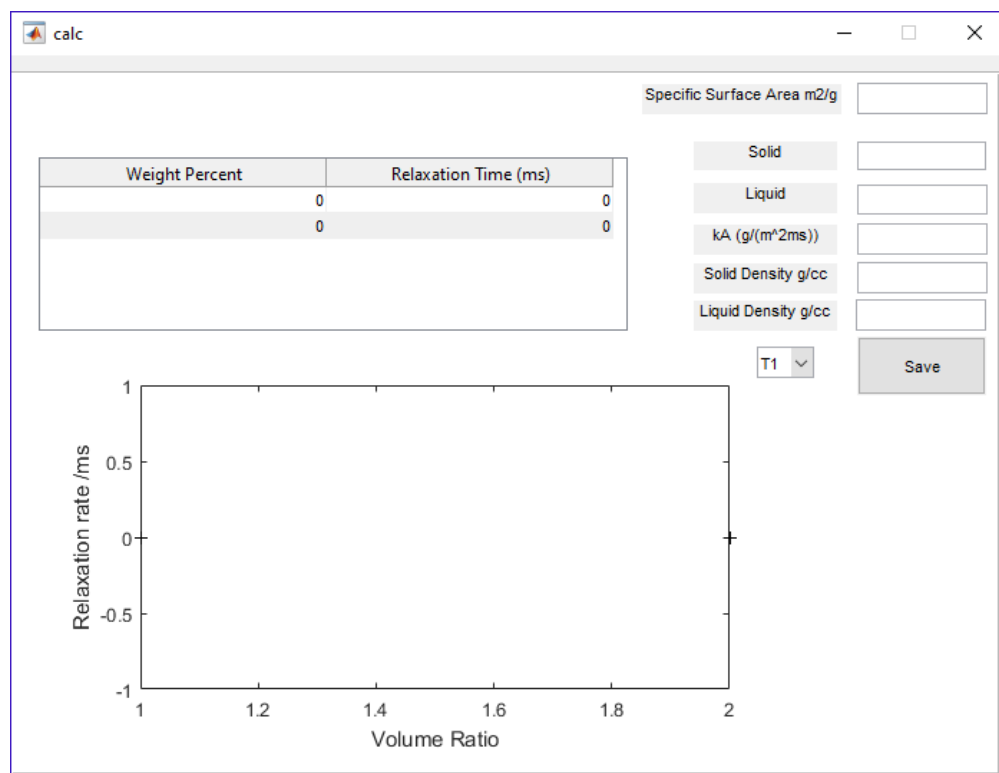 calc
Specific Surface Area m2/g
Weight Percent Relaxation Time (ms)
0 0
0 0
Solid
Liquid
kA (g/(m^2ms))
Solid Density g/cc
Liquid Density g/cc
T1
Save
Relaxation rate /ms
1
0.5
0
-0.5
-1
1 1.2 1.4 1.6 1.8 2
Volume Ratio